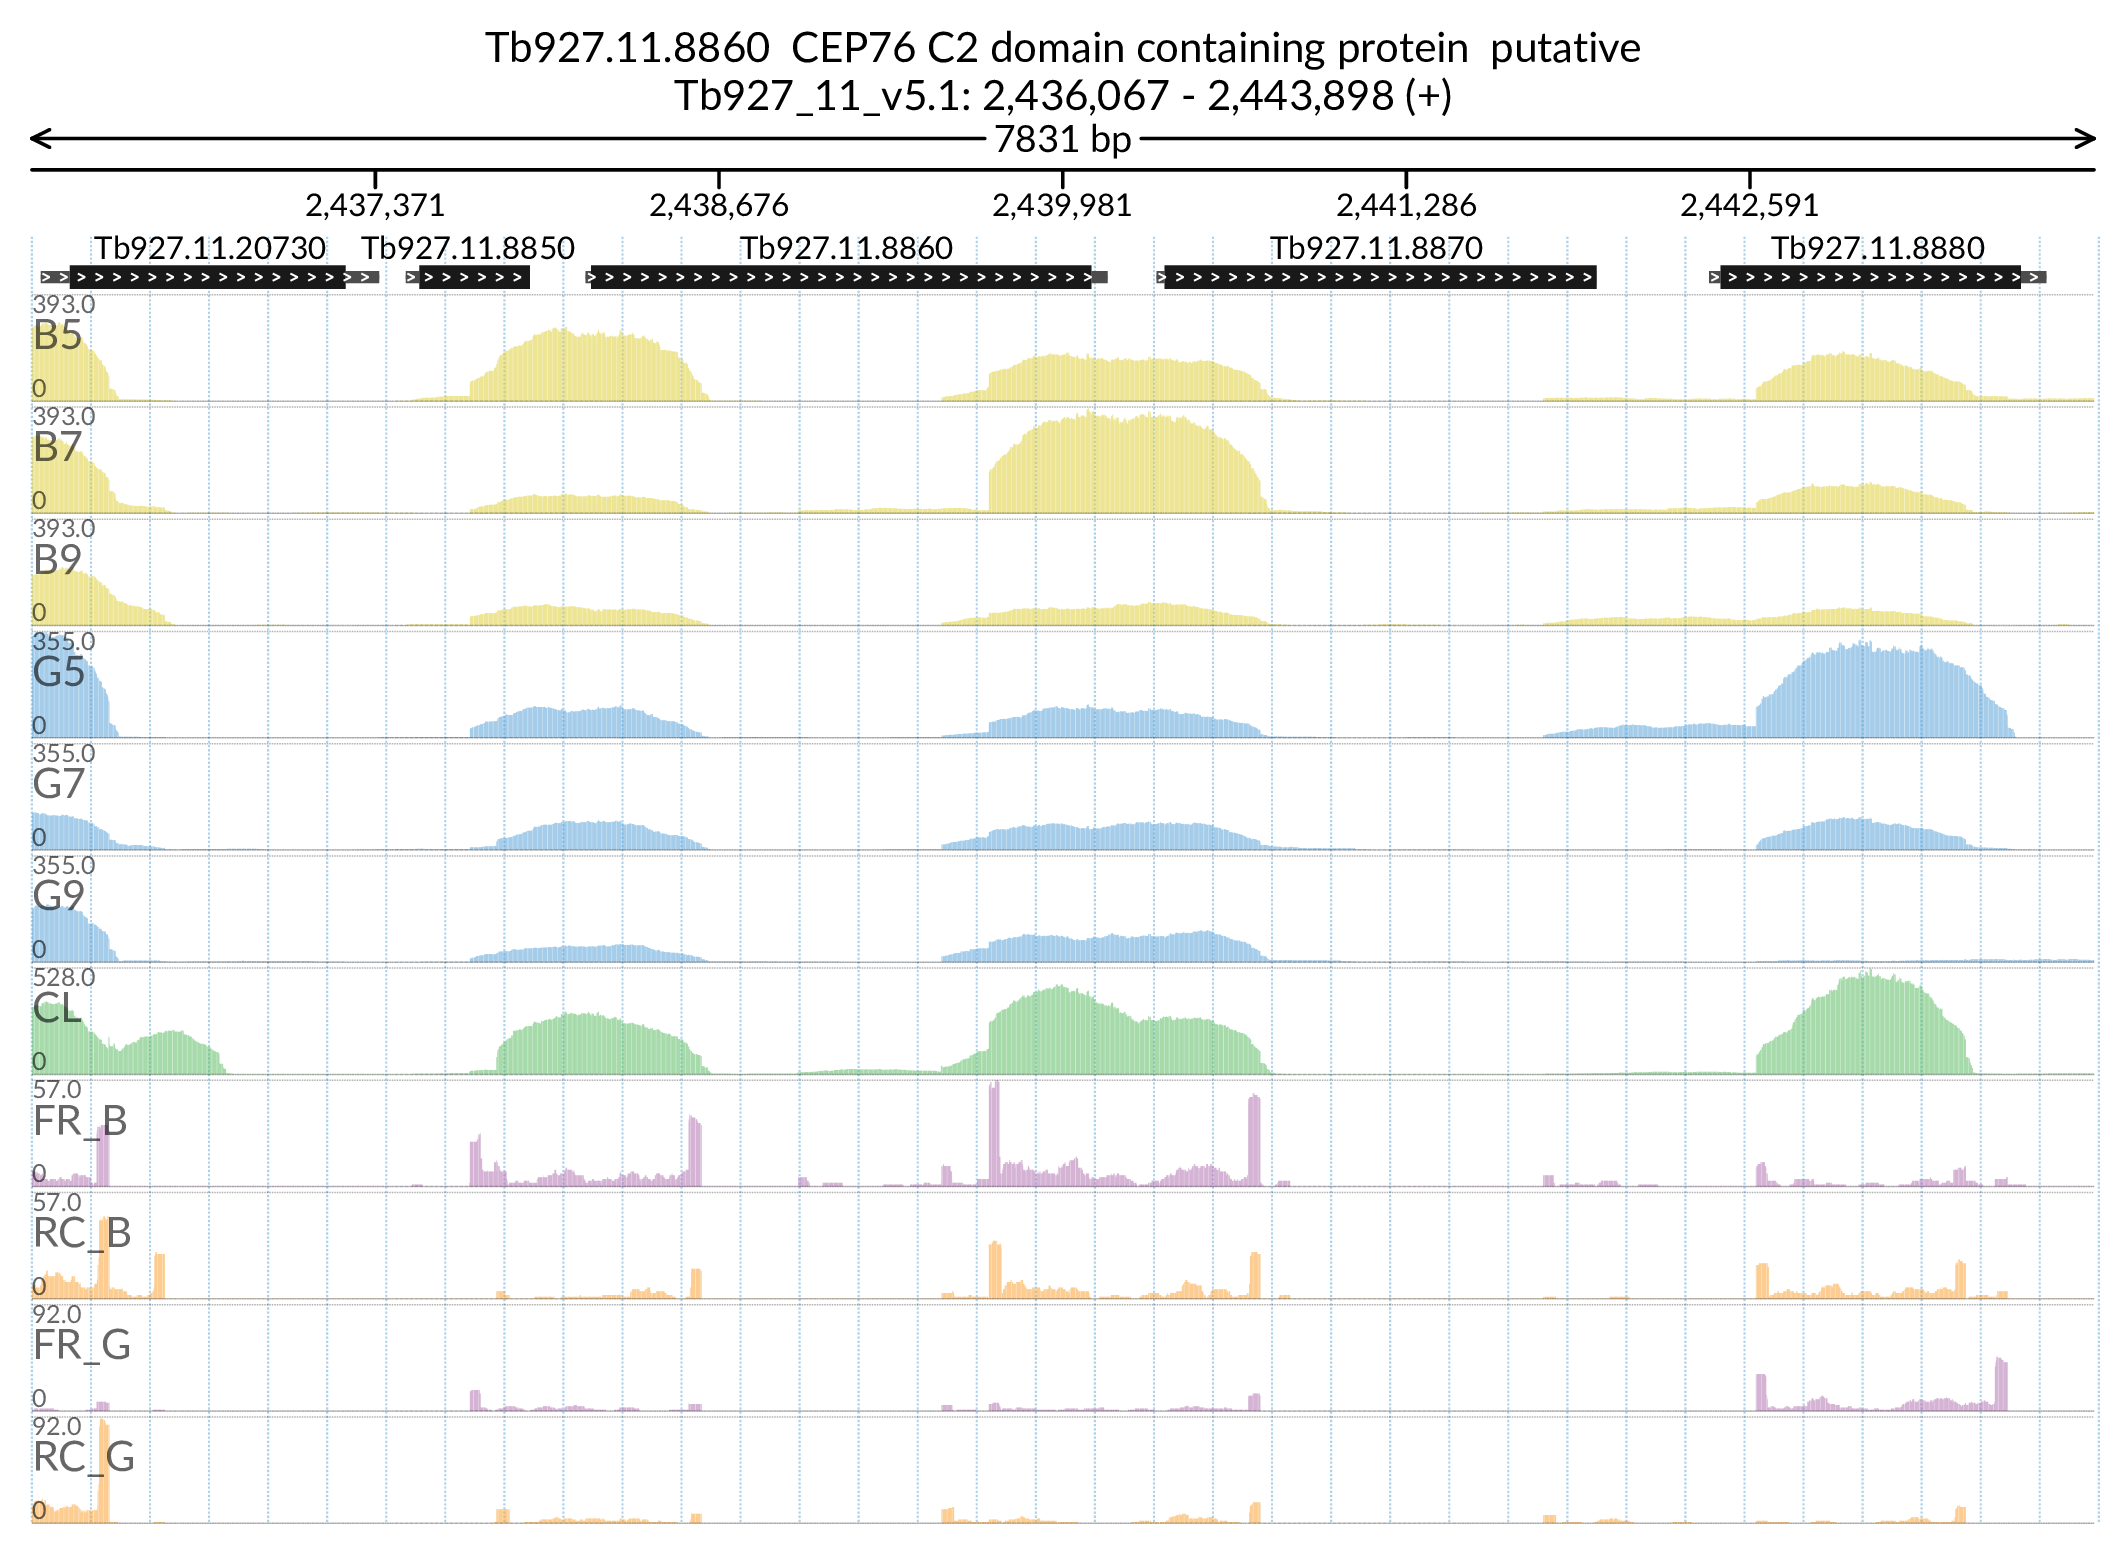 Tb927.11.8860  CEP76 C2 domain containing protein  putative
Tb927_11_v5.1: 2,436,067 - 2,443,898 (+)
7831 bp
2,437,371 2,438,676 2,439,981 2,441,286 2,442,591
Tb927.11.20730 Tb927.11.8850 Tb927.11.8860 Tb927.11.8870 Tb927.11.8880
393.0
B5
0
393.0
B7
0
393.0
B9
0
355.0
G5
0
355.0
G7
0
355.0
G9
0
528.0
CL
0
57.0
FR_B
0
57.0
RC_B
0
92.0
FR_G
0
92.0
RC_G
0